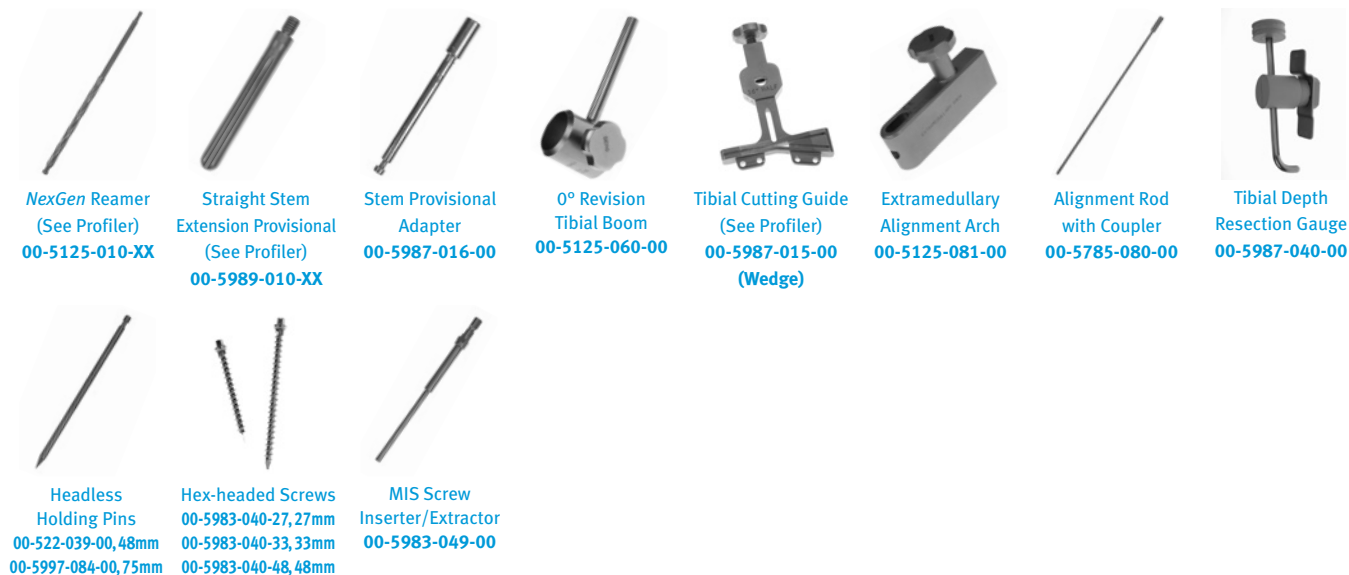 NexGen Reamer
(See Profiler)
00-5125-010-XX
Straight Stem
Extension Provisional
(See Profiler)
00-5989-010-XX
Stem Provisional
Adapter
00-5987-016-00
0° Revision
Tibial Boom
00-5125-060-00
Tibial Cutting Guide
(See Profiler)
00-5987-015-00
(Wedge)
Extramedullary
Alignment Arch
00-5125-081-00
Alignment Rod
with Coupler
00-5785-080-00
Tibial Depth
Resection Gauge
00-5987-040-00
Headless
Holding Pins
00-522-039-00, 48mm
00-5997-084-00, 75mm
Hex-headed Screws
00-5983-040-27, 27mm
00-5983-040-33, 33mm
00-5983-040-48, 48mm
MIS Screw
Inserter/Extractor
00-5983-049-00